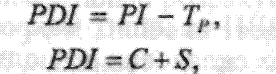 PDI = PI − T_P,
PDI = C + S,